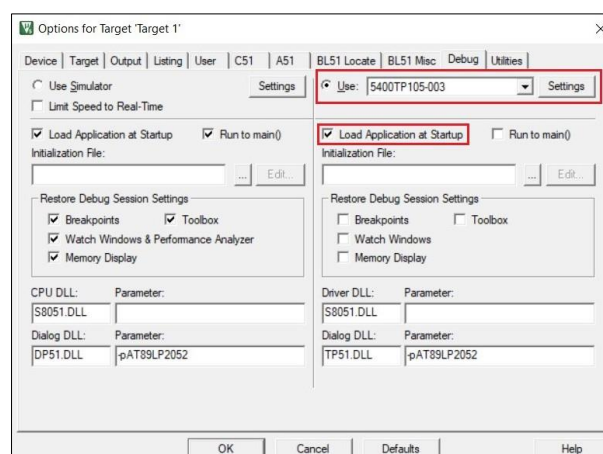 Options for Target 'Target 1'
Device Target Output Listing User C51 A51 BL51 Locate BL51 Misc Debug Utilities
Use Simulator Settings
Limit Speed to Real-Time
Use: 5400TP105-003 Settings
Load Application at Startup Run to main()
Initialization File:
... Edit...
Load Application at Startup Run to main()
Initialization File:
... Edit...
Restore Debug Session Settings
Breakpoints Toolbox
Watch Windows & Performance Analyzer
Memory Display
Restore Debug Session Settings
Breakpoints Toolbox
Watch Windows
Memory Display
CPU DLL: Parameter:
S8051.DLL
Dialog DLL: Parameter:
DP51.DLL -pAT89LP2052
Driver DLL: Parameter:
S8051.DLL
Dialog DLL: Parameter:
TP51.DLL -pAT89LP2052
OK Cancel Defaults Help